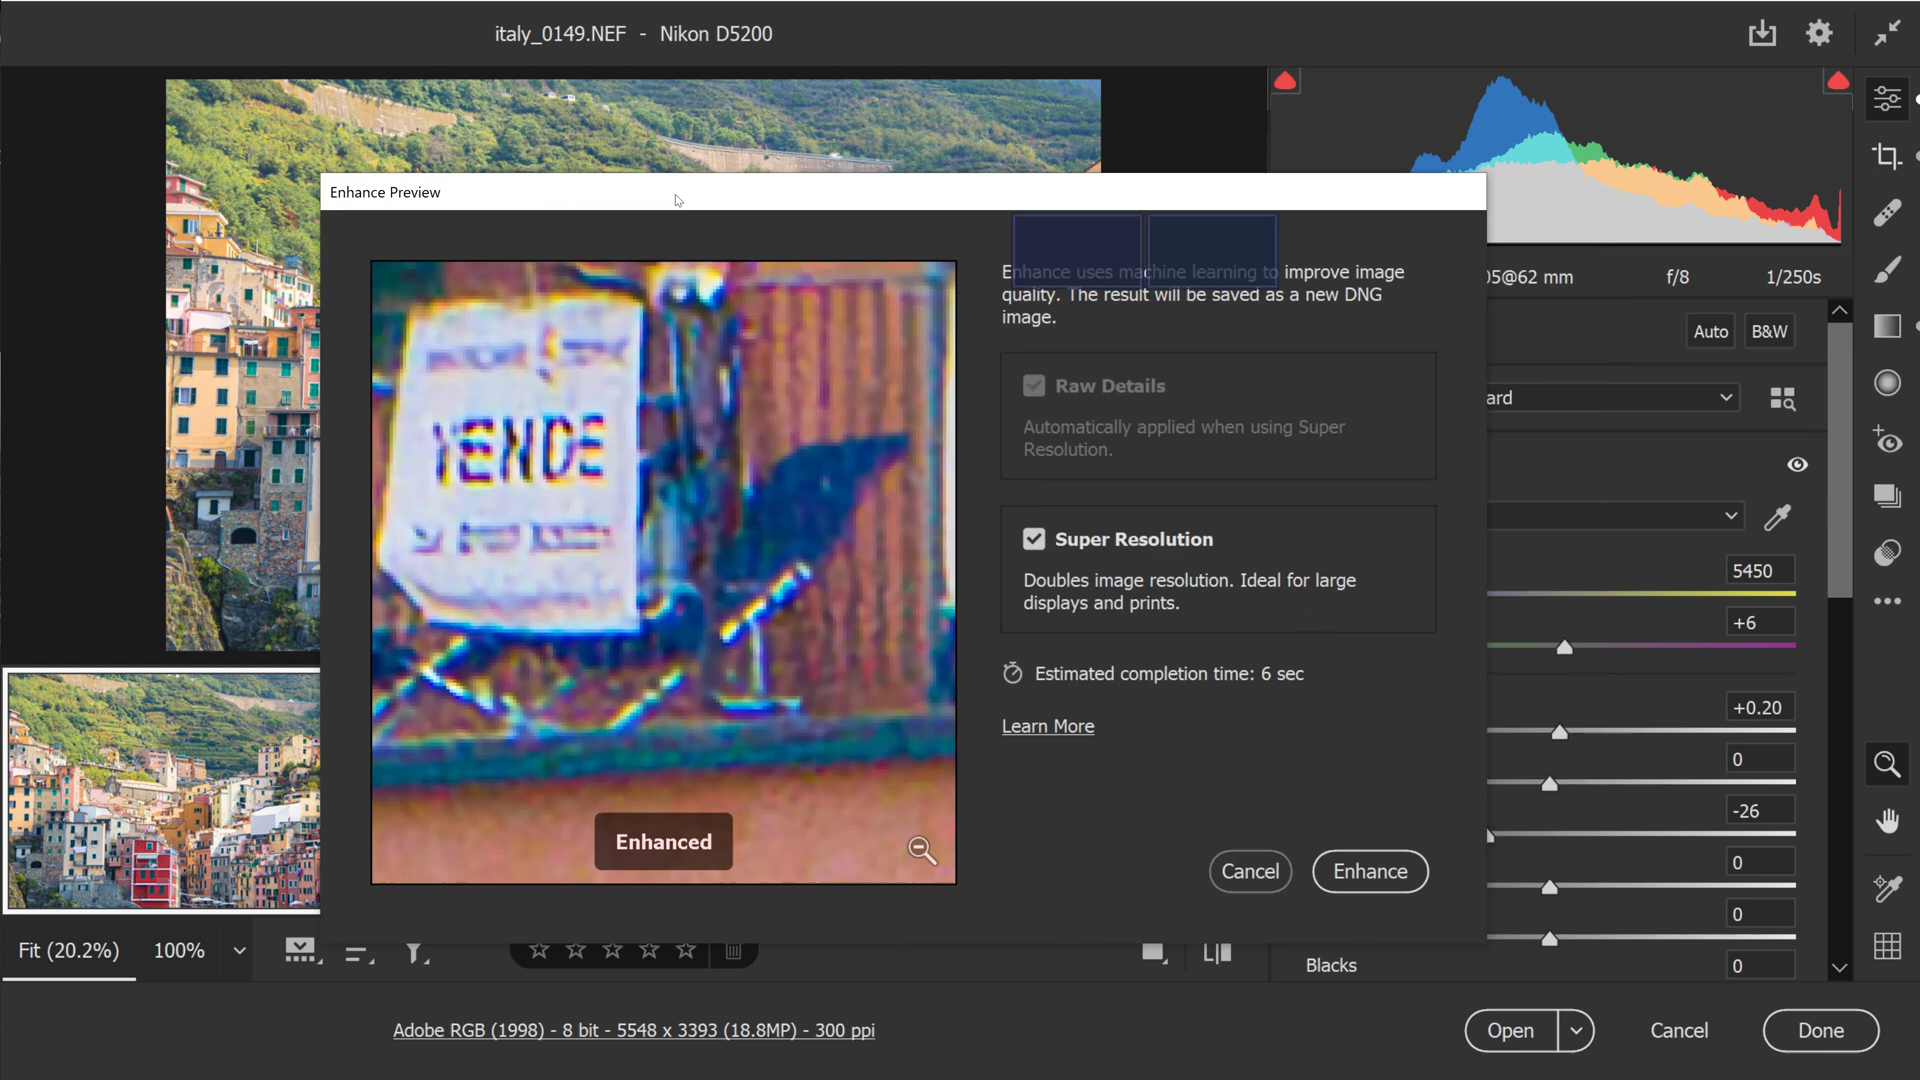 italy_0149.NEF - Nikon D5200
Enhance Preview
Enhance uses machine learning to improve image
quality. The result will be saved as a new DNG
image.
Raw Details
Automatically applied when using Super
Resolution.
Super Resolution
Doubles image resolution. Ideal for large
displays and prints.
Estimated completion time: 6 sec
Learn More
Cancel
Enhance
YENDE
Enhanced
05@62 mm f/8 1/250s
Auto B&W
ard
5450
+6
+0.20
0
-26
0
0
Blacks 0
Fit (20.2%) 100%
Adobe RGB (1998) - 8 bit - 5548 x 3393 (18.8MP) - 300 ppi
Open
Cancel
Done